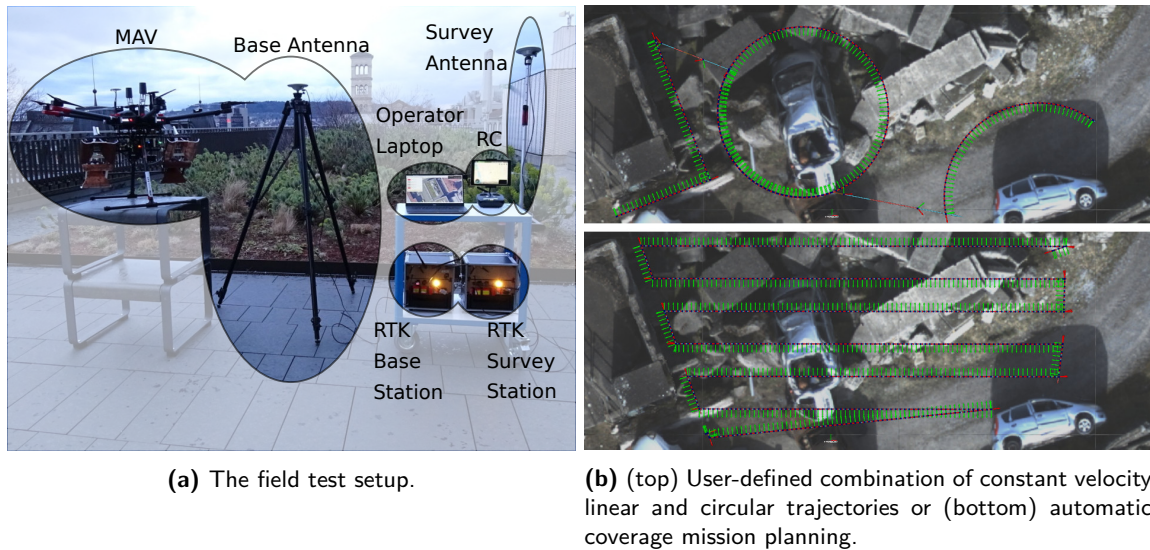 MAV
Base Antenna
Survey
Antenna
Operator
Laptop
RC
RTK
Base
Station
RTK
Survey
Station
(a) The field test setup.
(b) (top) User-defined combination of constant velocity
linear and circular trajectories or (bottom) automatic
coverage mission planning.